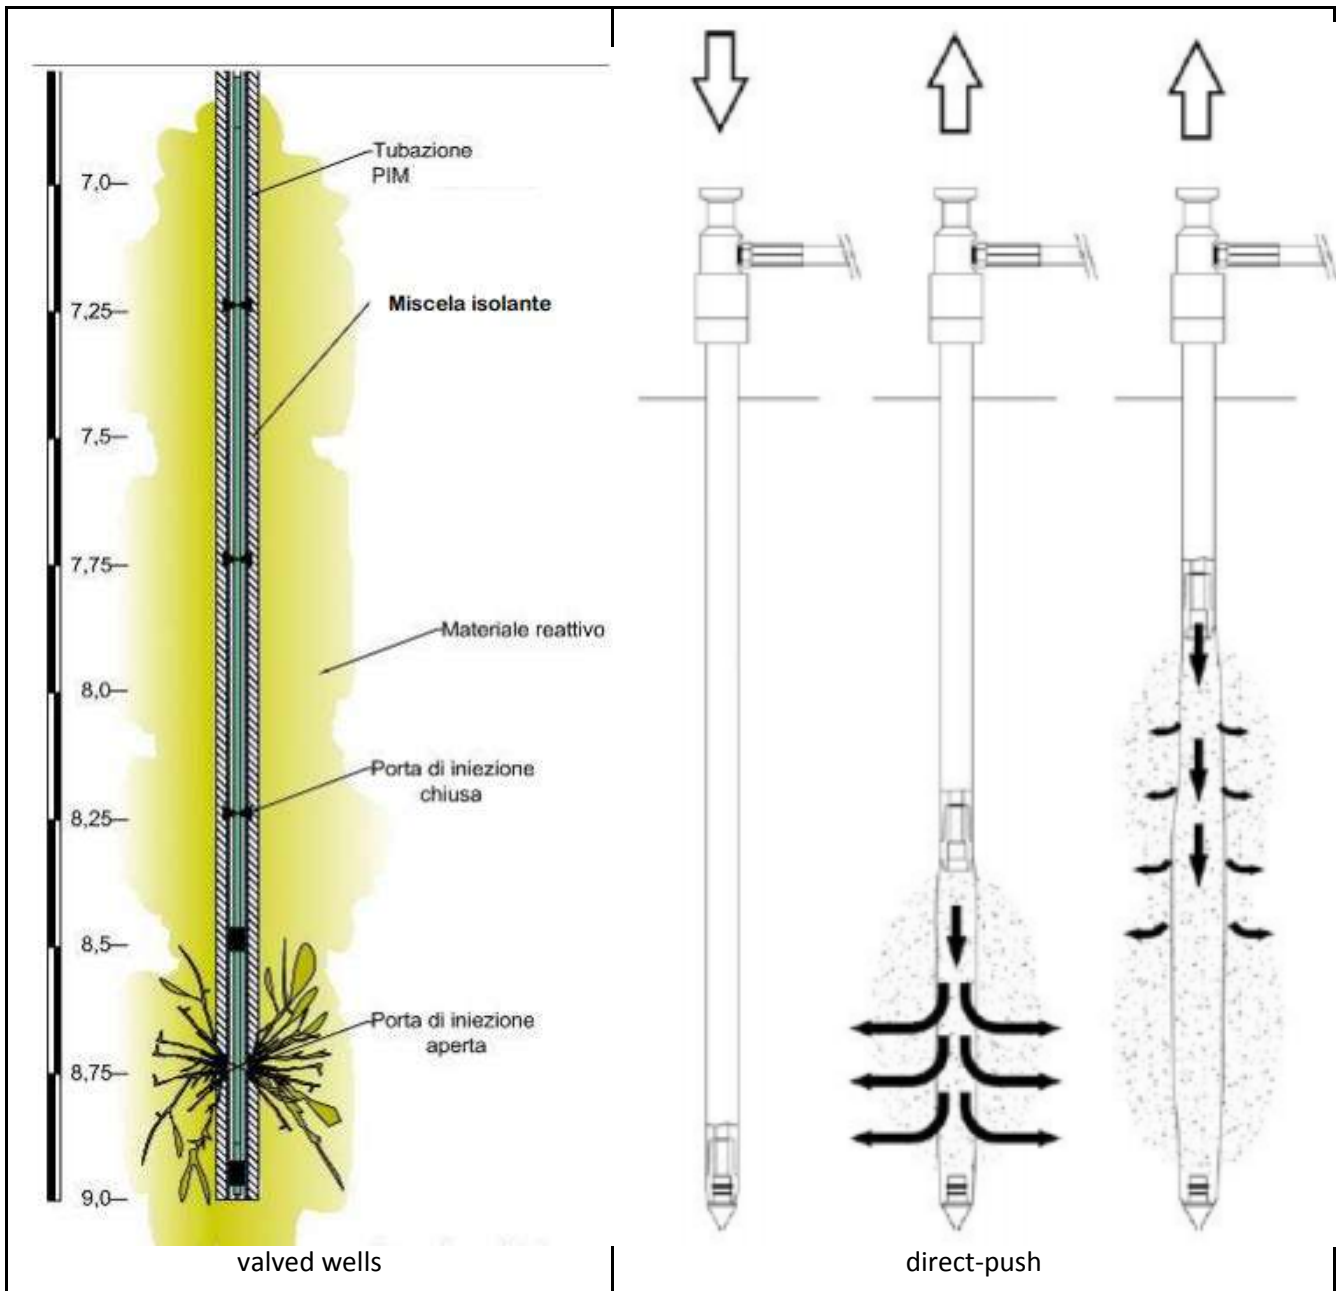 Tubazione
PIM
7,0
7,25
Miscela isolante
7,5
7,75
Materiale reattivo
8,0
Porta di iniezione
chiusa
8,25
8,5
Porta di iniezione
aperta
8,75
9,0
valved wells
direct-push